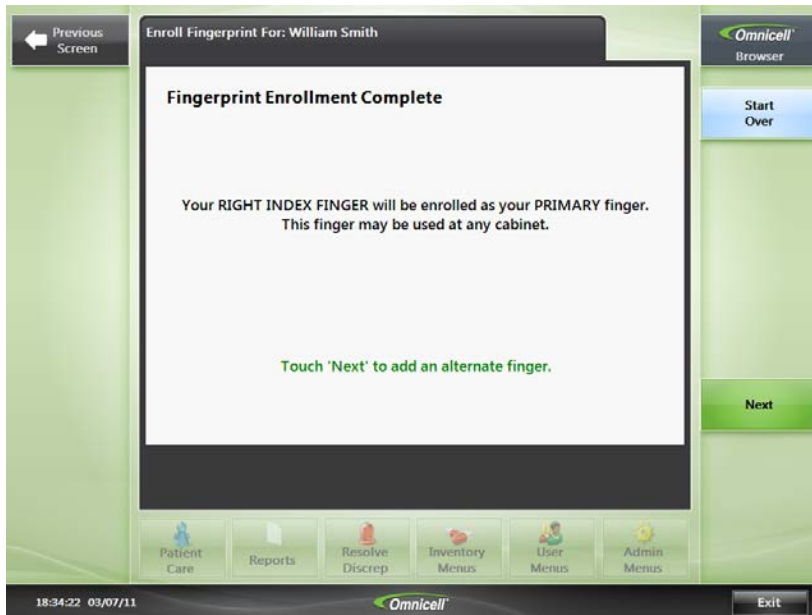 Previous
Screen
Enroll Fingerprint For: William Smith
Omnicell
Browser
Fingerprint Enrollment Complete
Start
Over
Your RIGHT INDEX FINGER will be enrolled as your PRIMARY finger.
This finger may be used at any cabinet.
Touch 'Next' to add an alternate finger.
Next
Patient
Care
Reports
Resolve
Discrep
Inventory
Menus
User
Menus
Admin
Menus
18:34:22 03/07/11
Omnicell
Exit